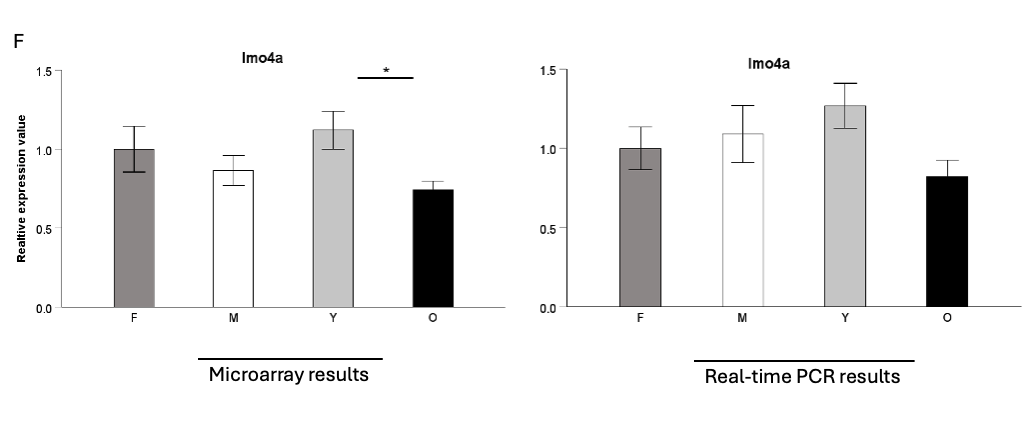 F
lmo4a
*
Realtive expression value
1.5
1.0
0.5
0.0
F M Y O
Microarray results
lmo4a
1.5
1.0
0.5
0.0
F M Y O
Real-time PCR results